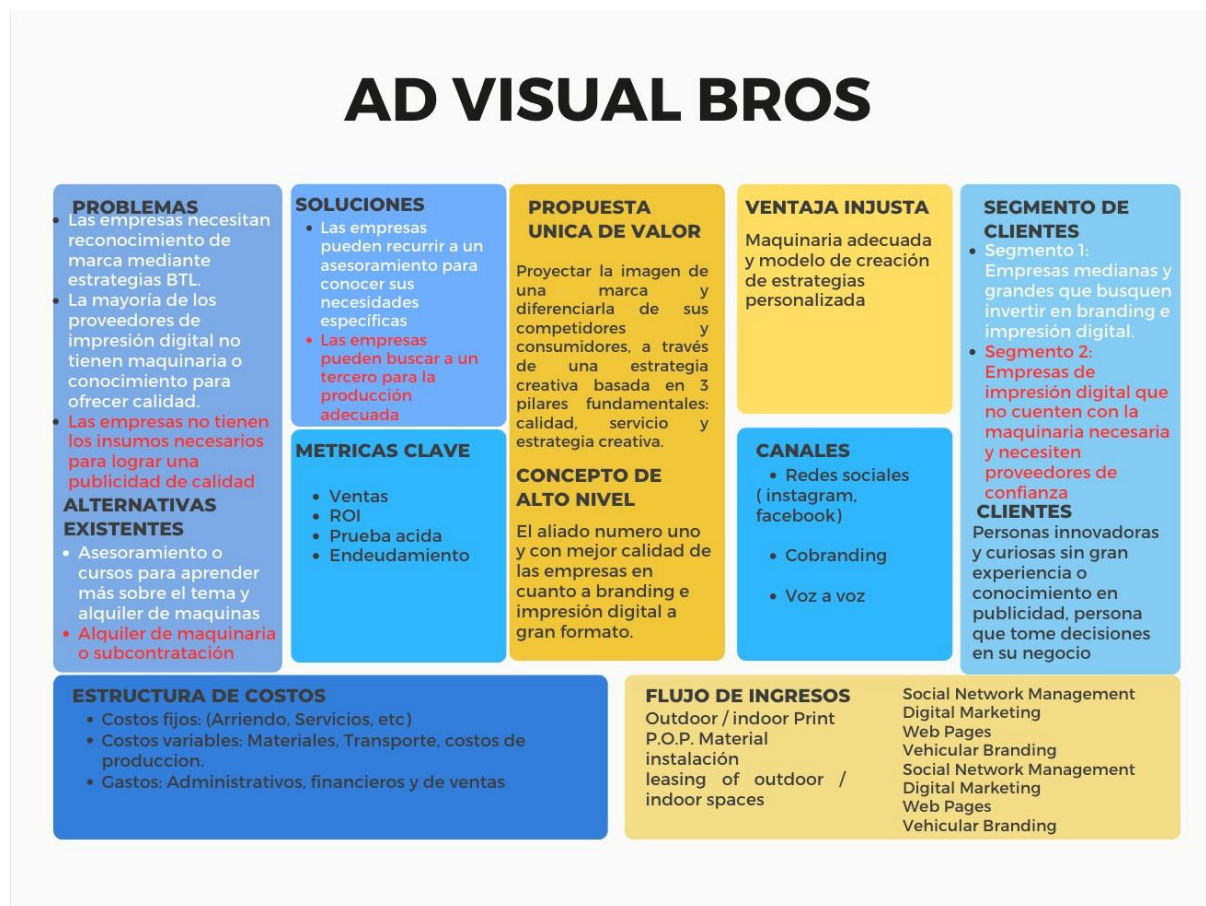 AD VISUAL BROS
PROBLEMAS
• Las empresas necesitan
reconocimiento de
marca mediante
estrategias BTL.
• La mayoría de los
proveedores de
impresión digital no
tienen maquinaria o
conocimiento para
ofrecer calidad.
• Las empresas no tienen
los insumos necesarios
para lograr una
publicidad de calidad
ALTERNATIVAS
EXISTENTES
• Asesoramiento o
cursos para aprender
más sobre el tema y
alquiler de maquinas
• Alquiler de maquinaria
o subcontratación
SOLUCIONES
• Las empresas
pueden recurrir a un
asesoramiento para
conocer sus
necesidades
específicas
• Las empresas
pueden buscar a un
tercero para la
producción
adecuada
METRICAS CLAVE
• Ventas
• ROI
• Prueba acida
• Endeudamiento
PROPUESTA
UNICA DE VALOR
Proyectar la imagen de
una marca y
diferenciarla de sus
competidores y
consumidores, a través
de una estrategia
creativa basada en 3
pilares fundamentales:
calidad, servicio y
estrategia creativa.
CONCEPTO DE
ALTO NIVEL
El aliado numero uno
y con mejor calidad de
las empresas en
cuanto a branding e
impresión digital a
gran formato.
VENTAJA INJUSTA
Maquinaria adecuada
y modelo de creación
de estrategias
personalizada
CANALES
• Redes sociales
( instagram,
facebook)
• Cobranding
• Voz a voz
SEGMENTO DE
CLIENTES
• Segmento 1:
Empresas medianas y
grandes que busquen
invertir en branding e
impresión digital.
• Segmento 2:
Empresas de
impresión digital que
no cuenten con la
maquinaria necesaria
y necesiten
proveedores de
confianza
CLIENTES
Personas innovadoras
y curiosas sin gran
experiencia o
conocimiento en
publicidad, persona
que tome decisiones
en su negocio
ESTRUCTURA DE COSTOS
• Costos fijos: (Arriendo, Servicios, etc)
• Costos variables: Materiales, Transporte, costos de
produccion.
• Gastos: Administrativos, financieros y de ventas
FLUJO DE INGRESOS
Outdoor / indoor Print
P.O.P. Material
instalación
leasing of outdoor /
indoor spaces
Social Network Management
Digital Marketing
Web Pages
Vehicular Branding
Social Network Management
Digital Marketing
Web Pages
Vehicular Branding